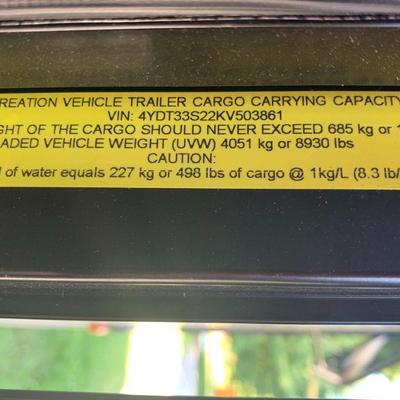 REATION VEHICLE TRAILER CARGO CARRYING CAPACITY
VIN: 4YDT33S22KV503861
GHT OF THE CARGO SHOULD NEVER EXCEED 685 kg or 1
ADED VEHICLE WEIGHT (UVW) 4051 kg or 8930 lbs
CAUTION:
of water equals 227 kg or 498 lbs of cargo @ 1kg/L (8.3 lb/